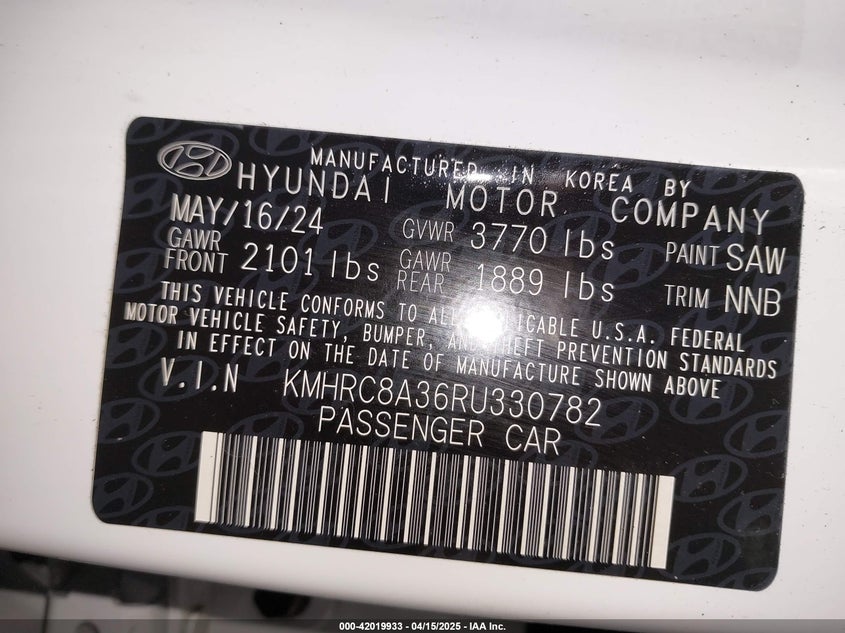 MANUFACTURED IN KOREA BY
HYUNDAI MOTOR COMPANY
MAY/16/24 GVWR 3770 lbs PAINT SAW
GAWR FRONT 2101 lbs GAWR REAR 1889 lbs TRIM NNB
THIS VEHICLE CONFORMS TO ALL APPLICABLE U.S.A. FEDERAL
MOTOR VEHICLE SAFETY, BUMPER, AND THEFT PREVENTION STANDARDS
IN EFFECT ON THE DATE OF MANUFACTURE SHOWN ABOVE
V.I.N KMHRC8A36RU330782
PASSENGER CAR
000-42019933 - 04/15/2025 - IAA Inc.